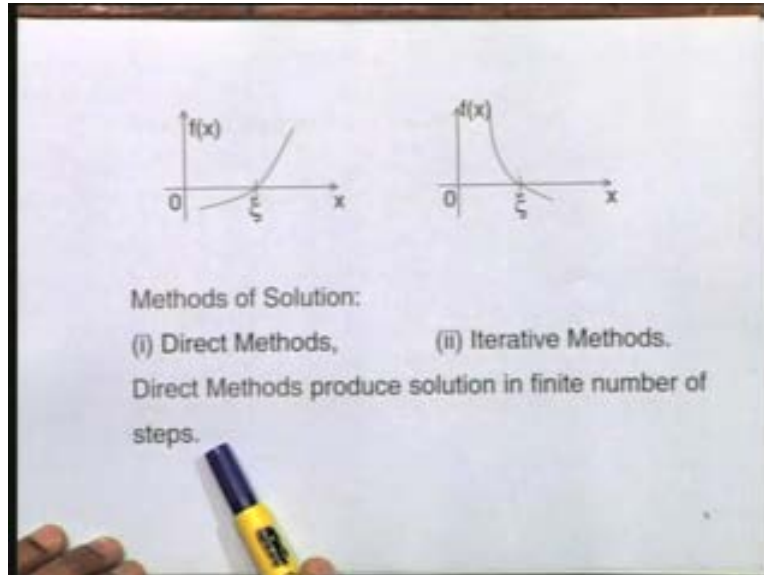 f(x) f(x)
0 ξ x 0 ξ x
Methods of Solution:
(i) Direct Methods, (ii) Iterative Methods.
Direct Methods produce solution in finite number of
steps.